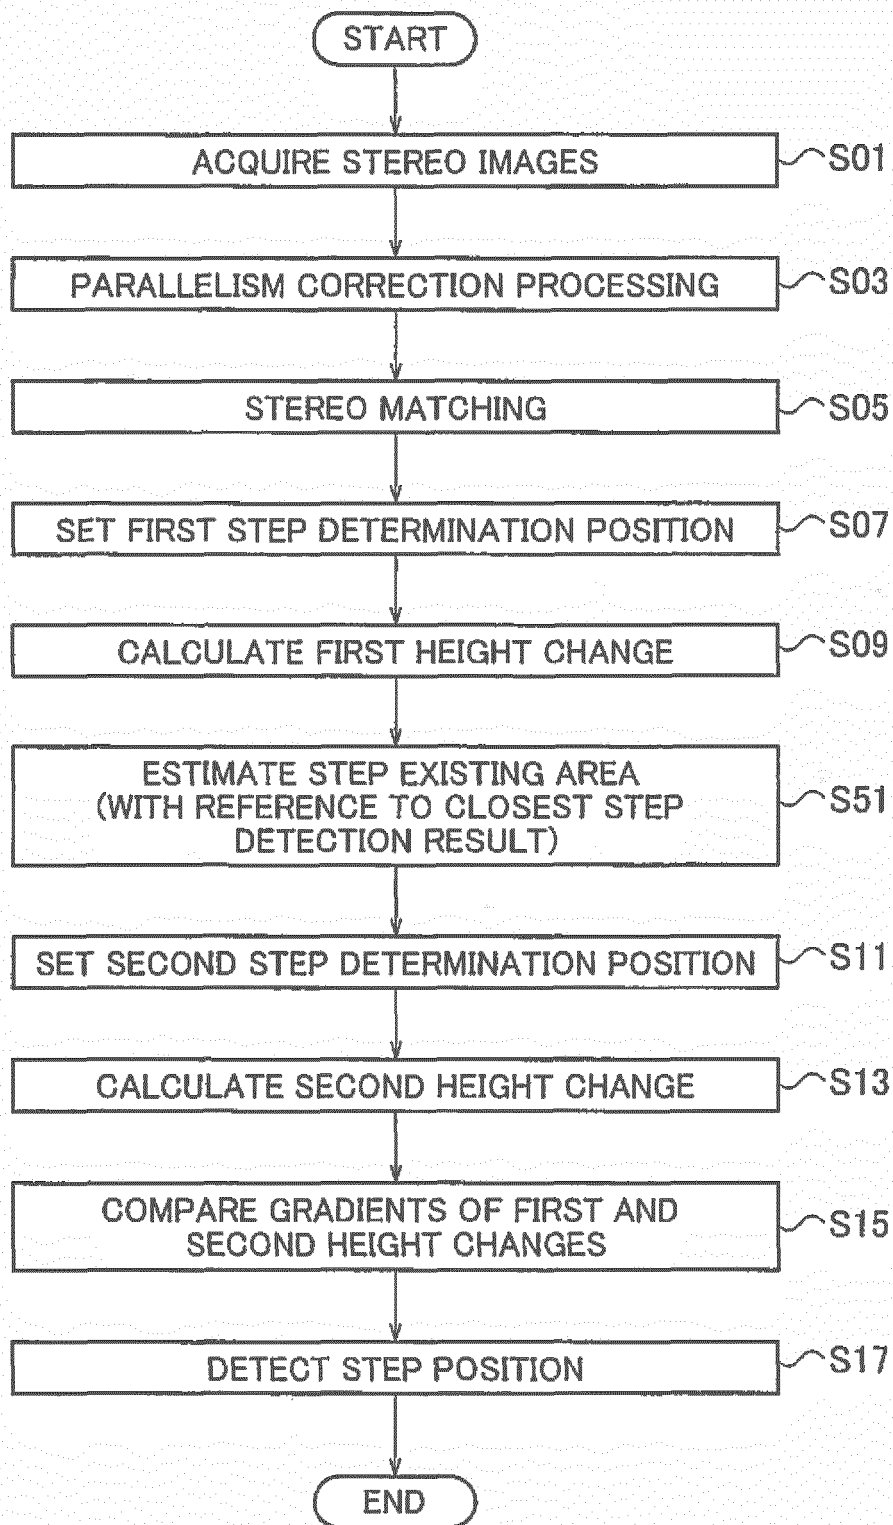 START
ACQUIRE STEREO IMAGES
S01
PARALLELISM CORRECTION PROCESSING
S03
STEREO MATCHING
S05
SET FIRST STEP DETERMINATION POSITION
S07
CALCULATE FIRST HEIGHT CHANGE
S09
ESTIMATE STEP EXISTING AREA
(WITH REFERENCE TO CLOSEST STEP
DETECTION RESULT)
S51
SET SECOND STEP DETERMINATION POSITION
S11
CALCULATE SECOND HEIGHT CHANGE
S13
COMPARE GRADIENTS OF FIRST AND
SECOND HEIGHT CHANGES
S15
DETECT STEP POSITION
S17
END